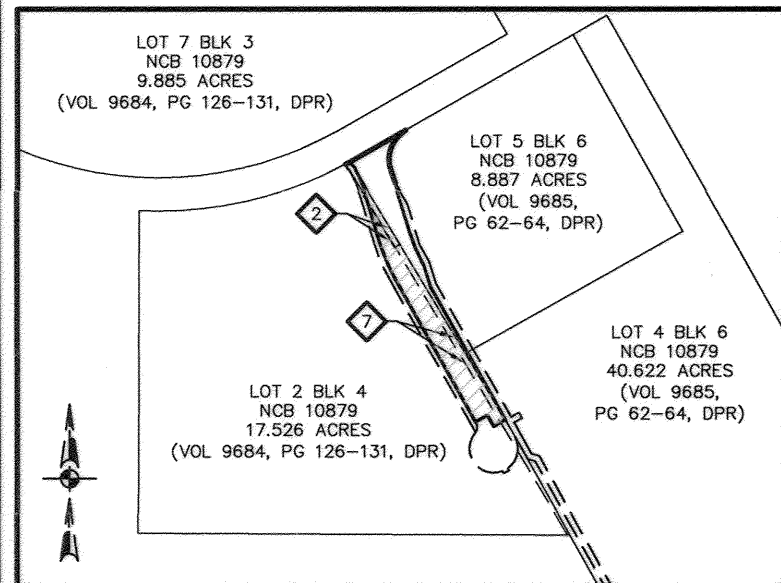 LOT 7 BLK 3
NCB 10879
9.885 ACRES
(VOL 9684, PG 126-131, DPR)
LOT 5 BLK 6
NCB 10879
8.887 ACRES
(VOL 9685,
PG 62-64, DPR)
2
7
LOT 4 BLK 6
NCB 10879
40.622 ACRES
(VOL 9685,
PG 62-64, DPR)
LOT 2 BLK 4
NCB 10879
17.526 ACRES
(VOL 9684, PG 126-131, DPR)